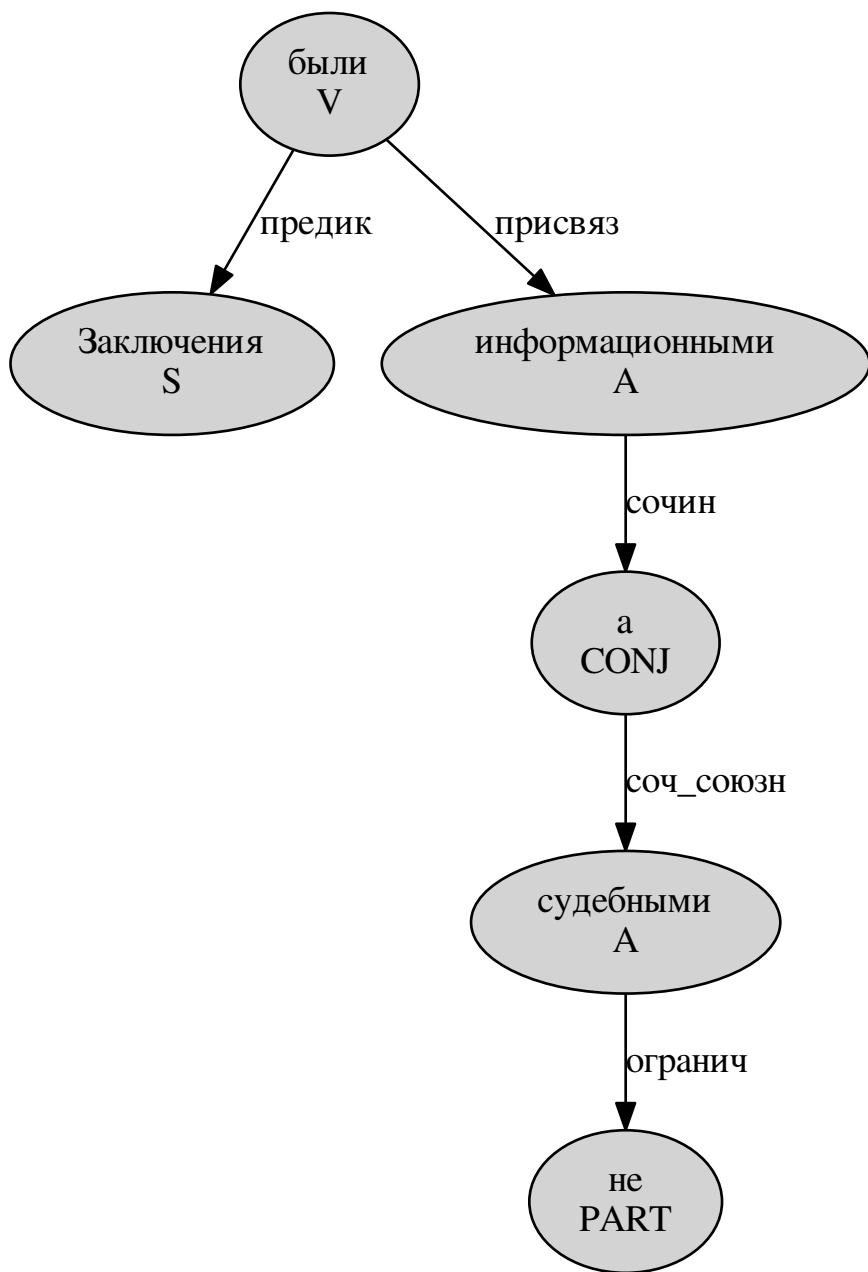 были
V
предик
присвяз
Заключения
S
информационными
A
сочин
а
CONJ
соч_союзн
судебными
A
огранич
не
PART